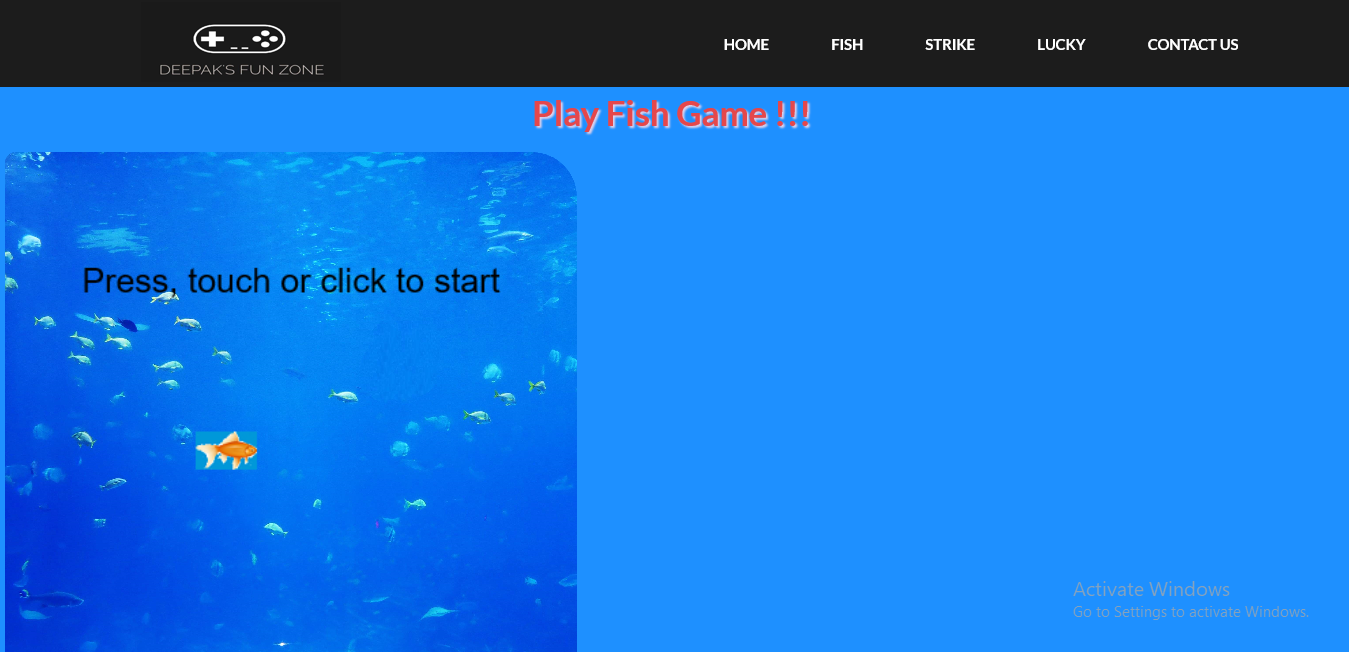 DEEPAK'S FUN ZONE
HOME FISH STRIKE LUCKY CONTACT US
Play Fish Game !!!
Press, touch or click to start
Activate Windows
Go to Settings to activate Windows.